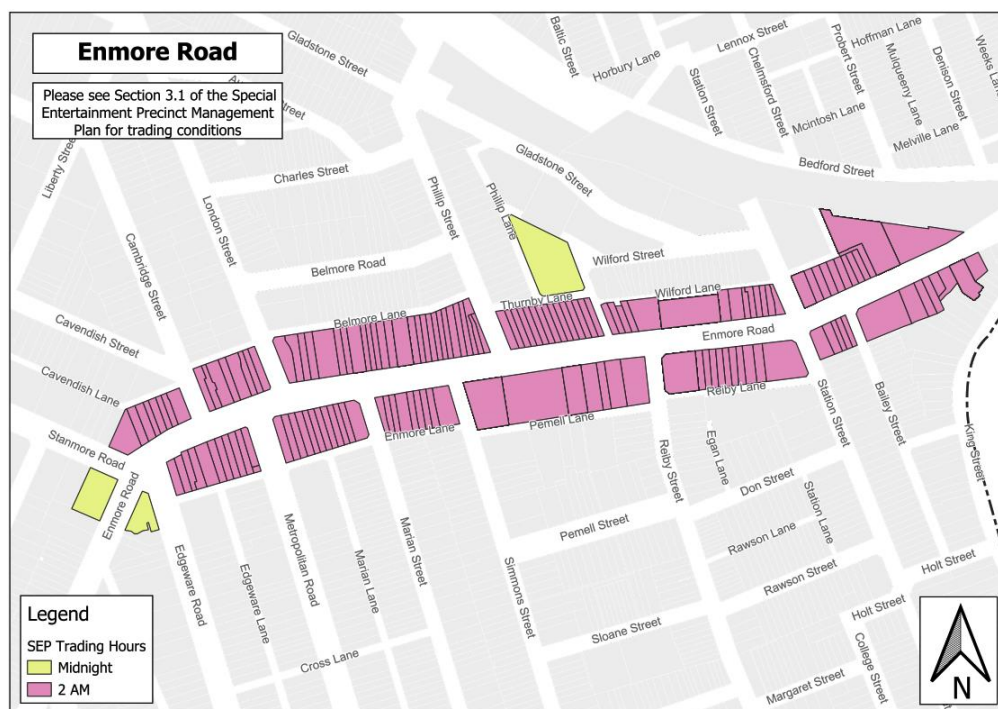 Enmore Road
Please see Section 3.1 of the Special
Entertainment Precinct Management
Plan for trading conditions
Gladstone Street
Baltic Street
Horbury Lane
Lennox Street
Hoffman Lane
Weeks Lane
Station Street
Chelmsford Street
Probert Street
Mulqueeny Lane
Denison Street
Mcintosh Lane
Melville Lane
Bedford Street
Liberty Street
Charles Street
Phillip Street
Phillip Lane
Gladstone Street
London Street
Cambridge Street
Belmore Road
Wilford Street
Belmore Lane
Thurnby Lane
Wilford Lane
Enmore Road
Cavendish Street
Cavendish Lane
Stanmore Road
Enmore Road
Enmore Lane
Pemell Lane
Reiby Lane
Station Street
Bailey Street
King Street
Reiby Street
Egan Lane
Don Street
Station Lane
Pemell Street
Rawson Lane
Rawson Street
Holt Street
Edgeware Road
Edgeware Lane
Metropolitan Road
Marian Lane
Marian Street
Simmons Street
Sloane Street
Cross Lane
Holt Street
College Street
Margaret Street
Legend
SEP Trading Hours
Midnight
2 AM
N